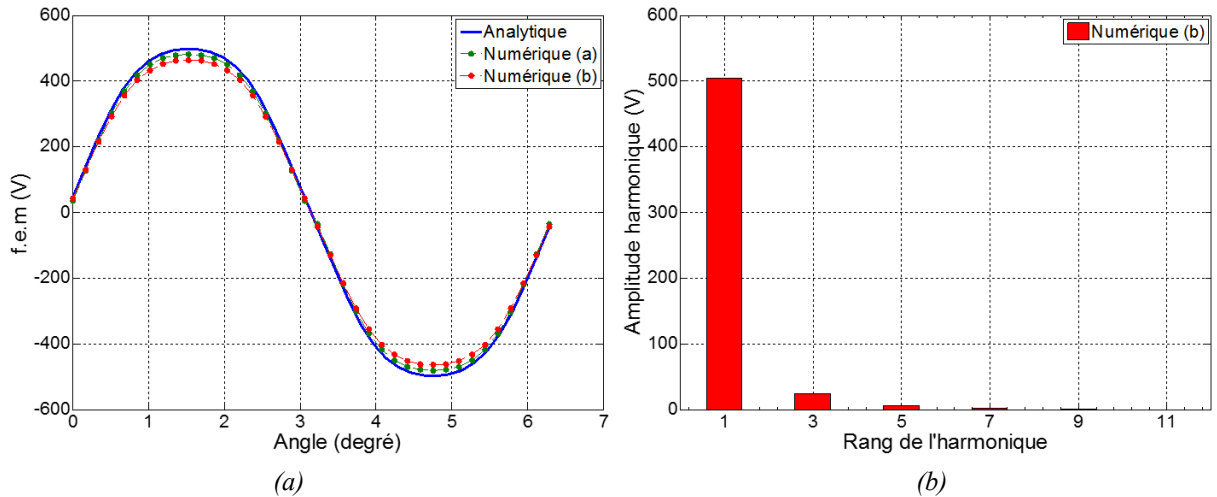 600
400
200
0
-200
-400
-600
f.e.m (V)
0 1 2 3 4 5 6 7
Angle (degré)
Analytique
Numérique (a)
Numérique (b)
(a)
600
500
400
300
200
100
0
Amplitude harmonique (V)
1 3 5 7 9 11
Rang de l'harmonique
Numérique (b)
(b)